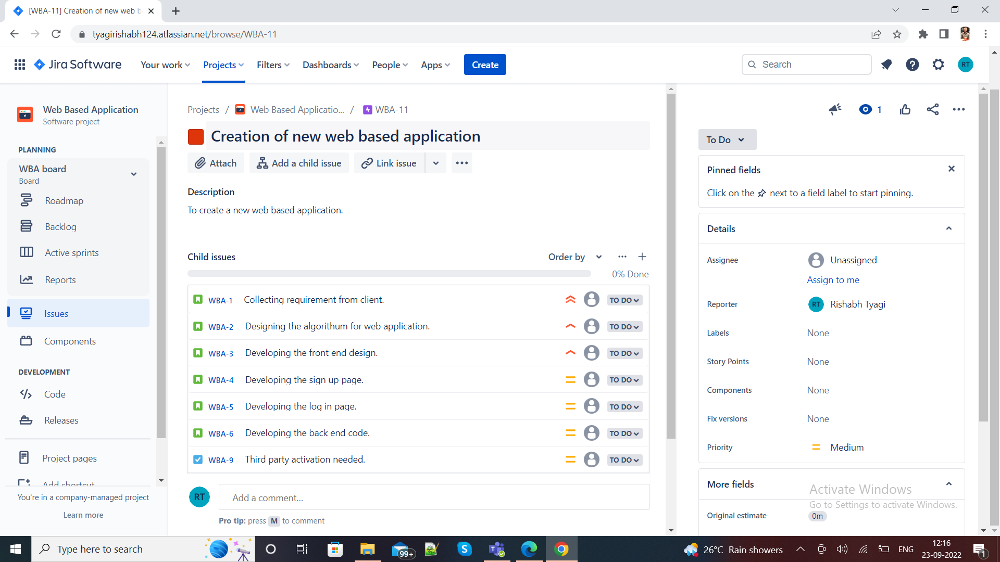 [WBA-11] Creation of new web b
tyagirishabh124.atlassian.net/browse/WBA-11
Jira Software
Your work
Projects
Filters
Dashboards
People
Apps
Create
Search
RT
Web Based Application
Software project
PLANNING
WBA board
Board
Roadmap
Backlog
Active sprints
Reports
Issues
Components
DEVELOPMENT
Code
Releases
Project pages
Add shortcut
You're in a company-managed project
Learn more
Projects / Web Based Applicatio... / WBA-11
Creation of new web based application
Attach
Add a child issue
Link issue
Description
To create a new web based application.
Child issues
Order by
0% Done
WBA-1 Collecting requirement from client. TO DO
WBA-2 Designing the algorithum for web application. TO DO
WBA-3 Developing the front end design. TO DO
WBA-4 Developing the sign up page. TO DO
WBA-5 Developing the log in page. TO DO
WBA-6 Developing the back end code. TO DO
WBA-9 Third party activation needed. TO DO
RT
Add a comment...
Pro tip: press M to comment
1
To Do
Pinned fields
Click on the next to a field label to start pinning.
Details
Assignee Unassigned
Assign to me
Reporter RT Rishabh Tyagi
Labels None
Story Points None
Components None
Fix versions None
Priority Medium
More fields
Original estimate 0m
Activate Windows
Go to Settings to activate Windows.
Type here to search
99+
26°C Rain showers
ENG
12:16
23-09-2022
1